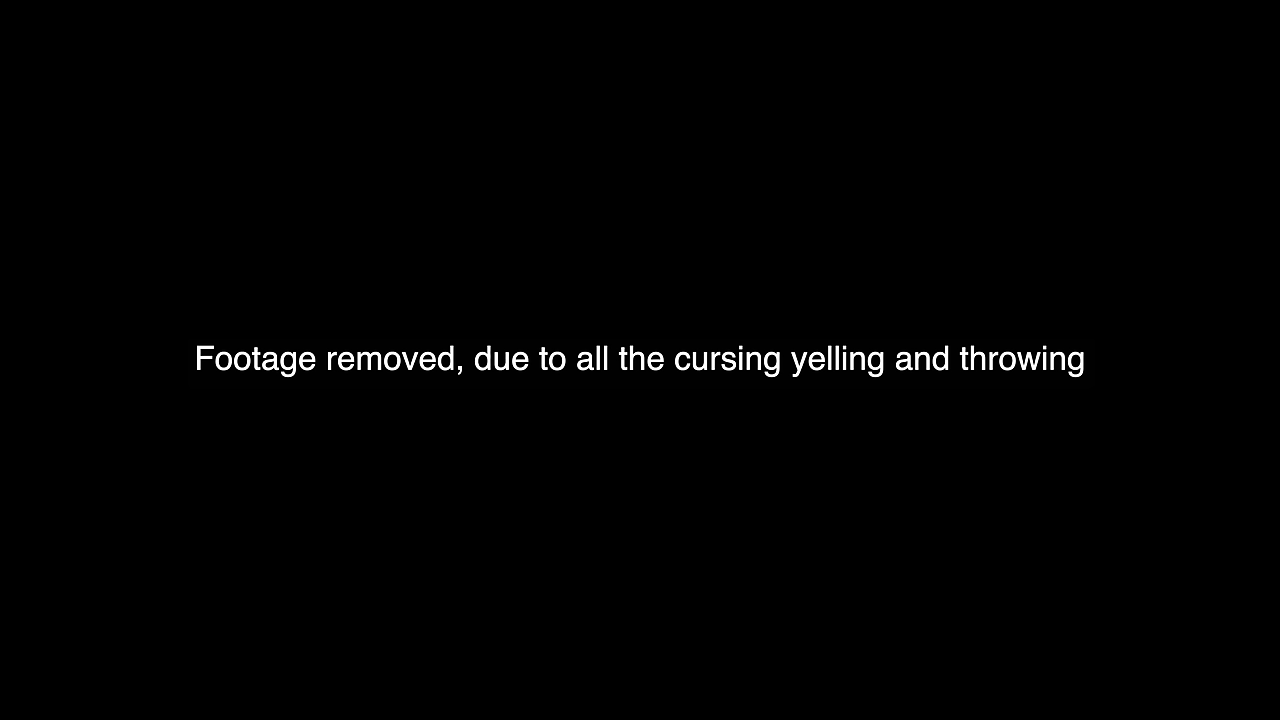 Footage removed, due to all the cursing yelling and throwing